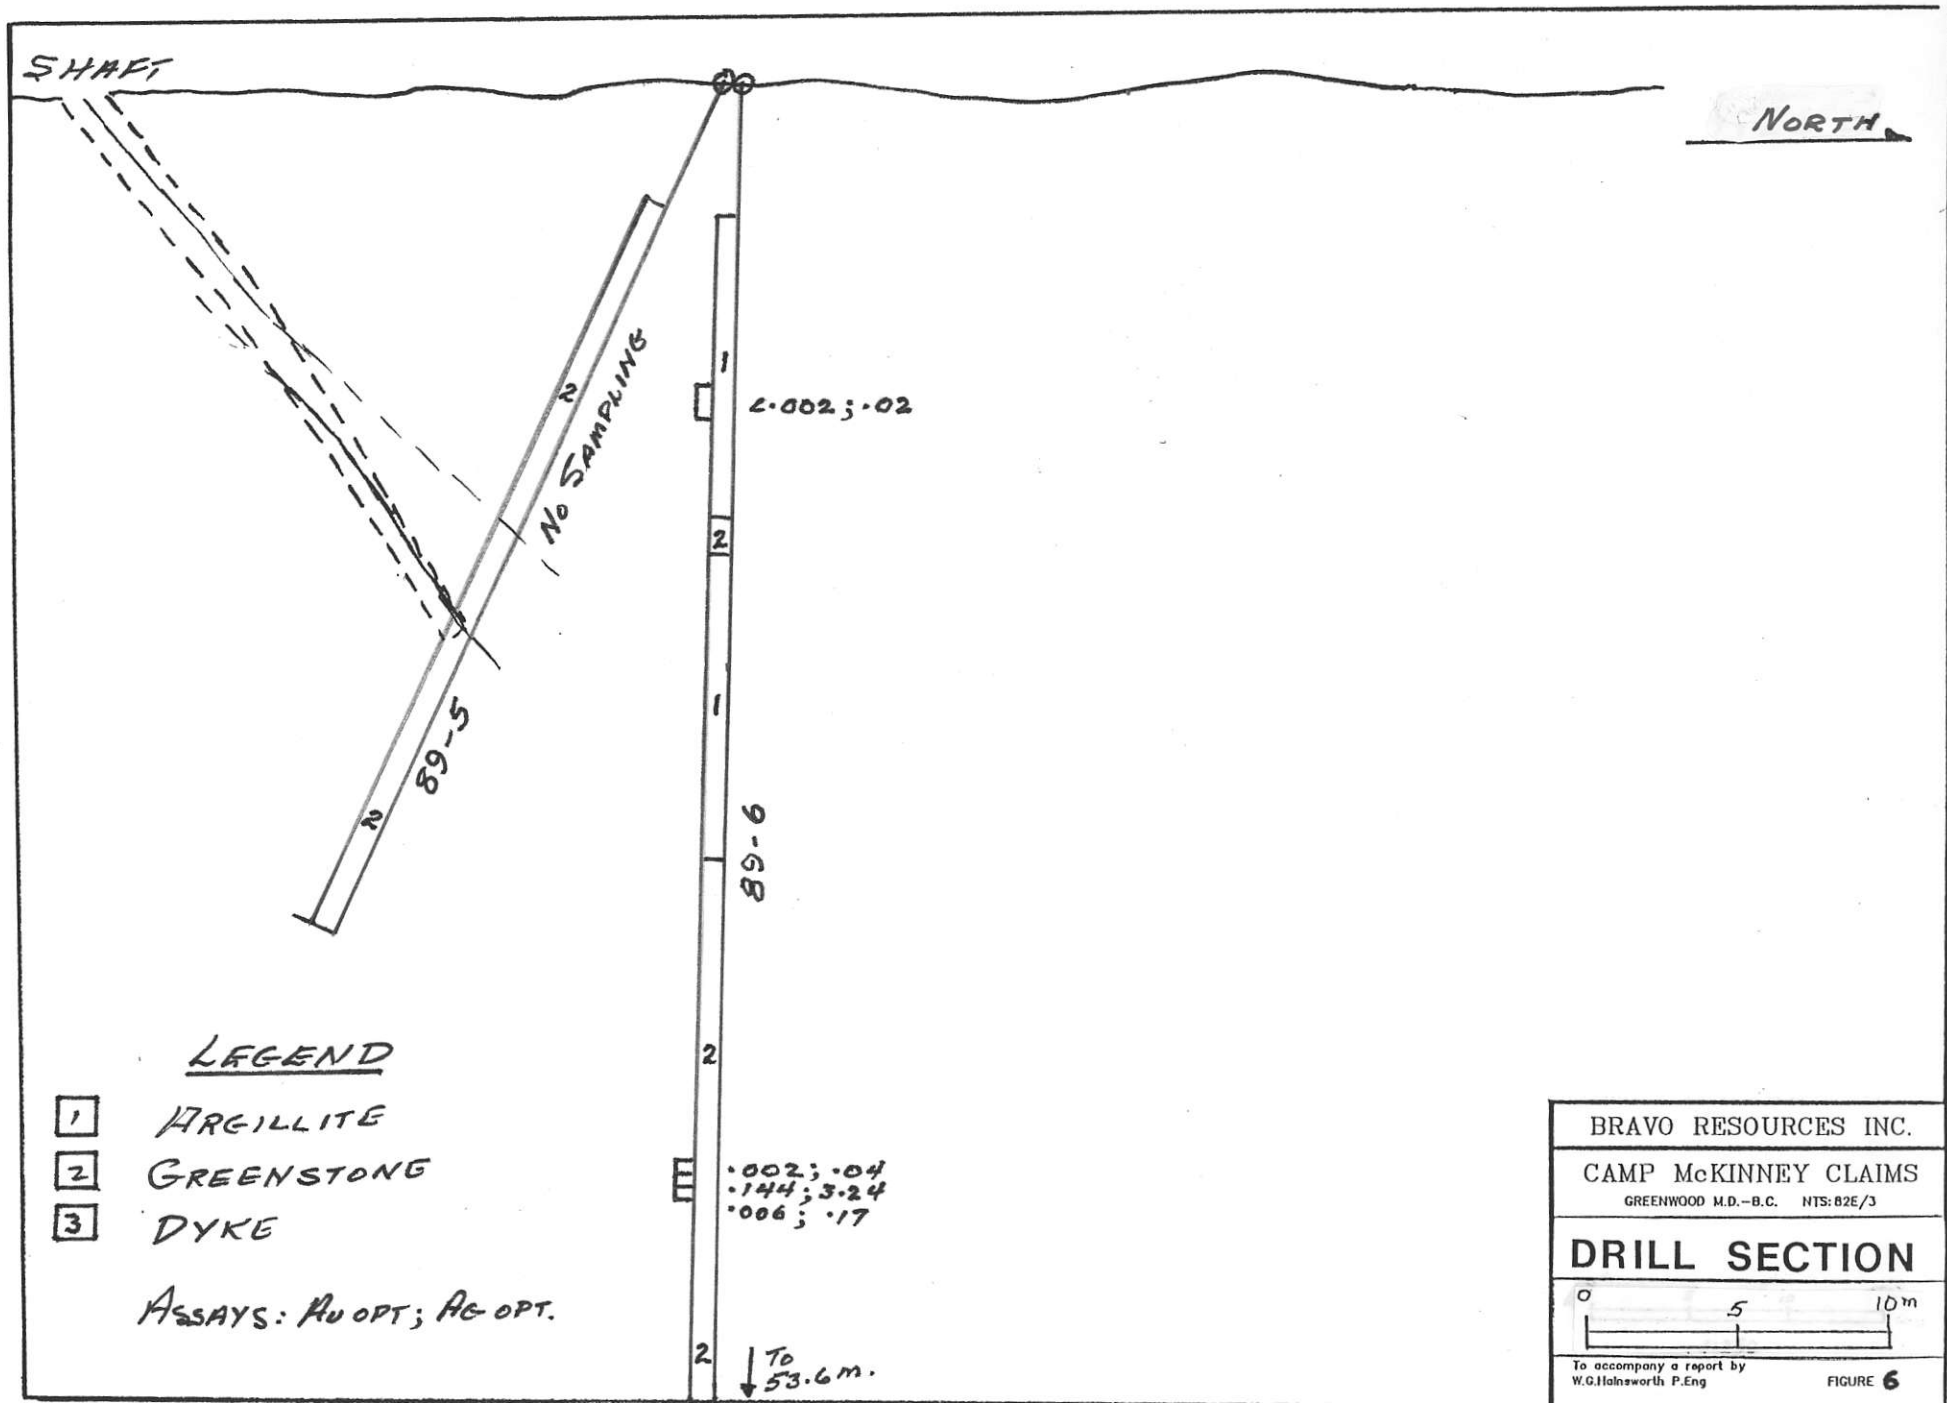 SHAFT
NORTH
2
NO SAMPLING
89-5
2
1
<.002; .02
2
1
89-6
2
.002; .04
.144; 3.24
.006; .17
2
TO
53.6 m.
LEGEND
1 ARGILLITE
2 GREENSTONE
3 DYKE
ASSAYS: AU OPT; AG OPT.
BRAVO RESOURCES INC.
CAMP McKINNEY CLAIMS
GREENWOOD M.D.-B.C. NTS: 82E/3
DRILL SECTION
0 5 10 m
To accompany a report by
W.G.Hainsworth P.Eng
FIGURE 6